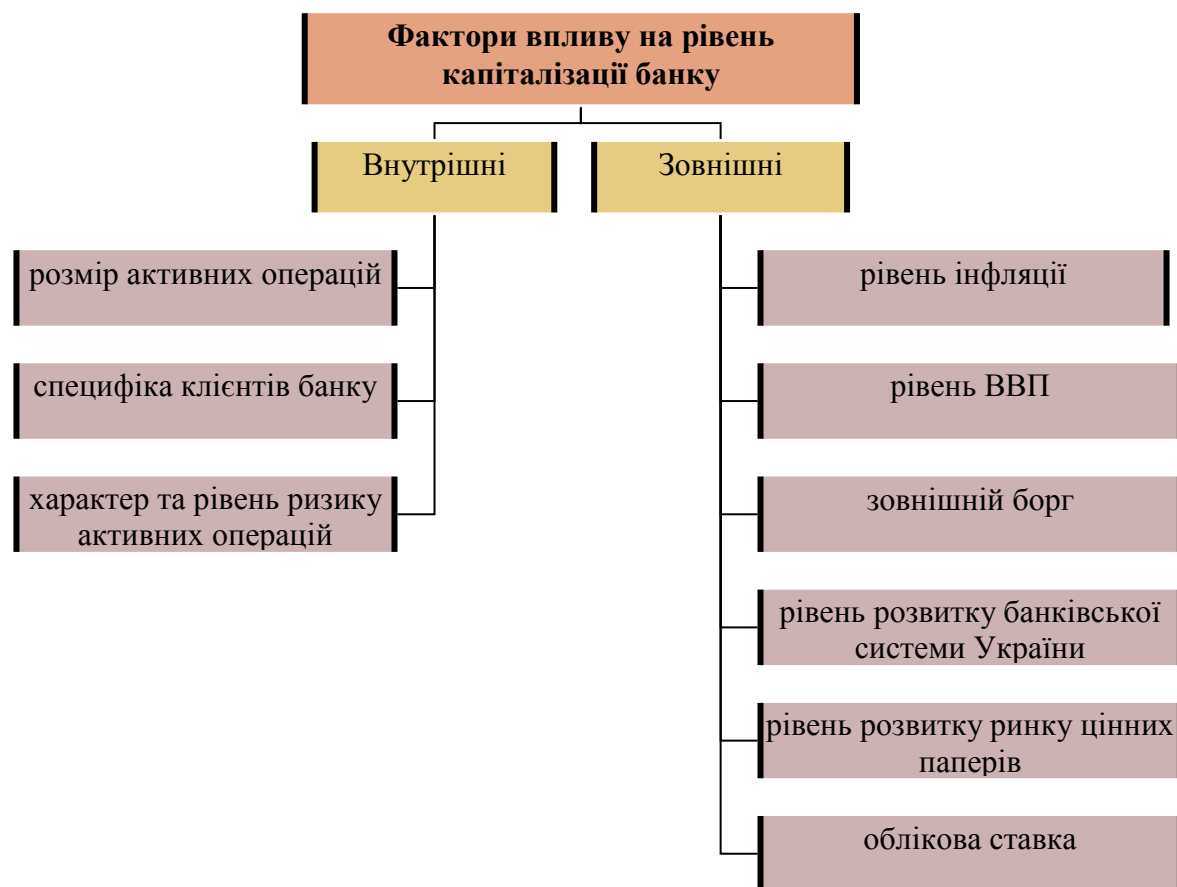 Фактори впливу на рівень
капіталізації банку
Внутрішні
Зовнішні
розмір активних операцій
специфіка клієнтів банку
характер та рівень ризику
активних операцій
рівень інфляції
рівень ВВП
зовнішній борг
рівень розвитку банківської
системи України
рівень розвитку ринку цінних
паперів
облікова ставка